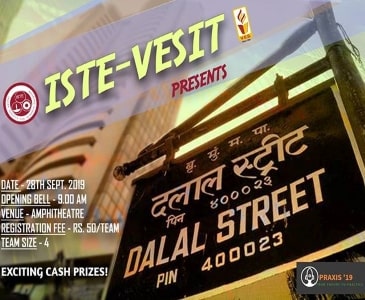 ISTE-VESIT
PRESENTS
DATE - 28TH SEPT. 2019
OPENING BELL - 9.00 AM
VENUE - AMPHITHEATRE
REGISTRATION FEE - RS. 50/TEAM
TEAM SIZE - 4
EXCITING CASH PRIZES!
बृ. मु. म. पा.
दलाल स्ट्रीट
पिन ४०००२३
DALAL STREET
PIN 400023
PRAXIS '19